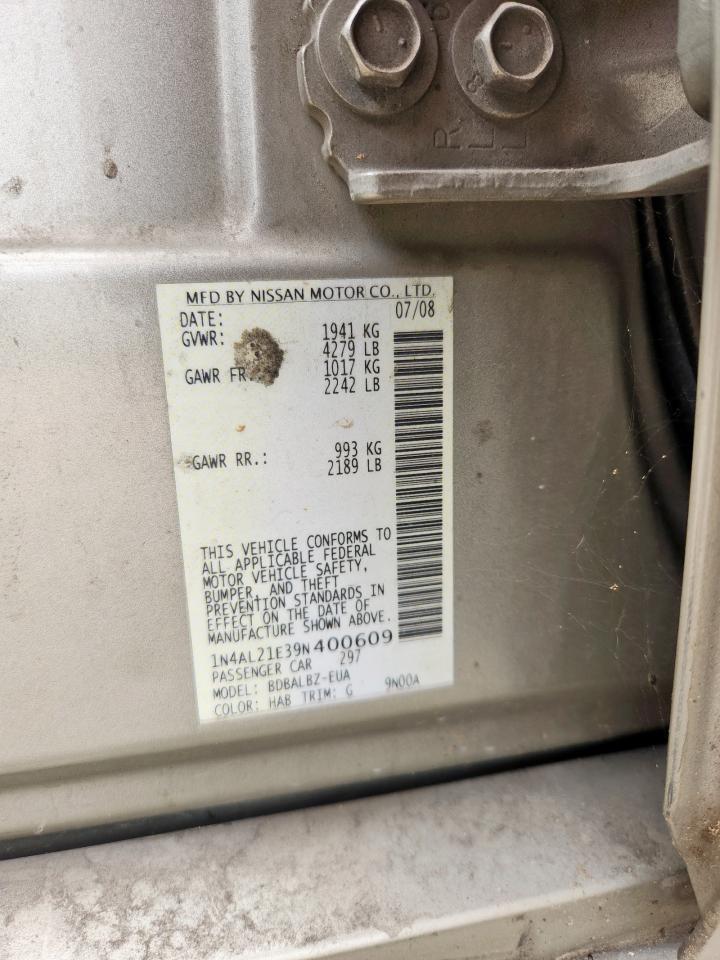 MFD BY NISSAN MOTOR CO., LTD.
DATE: 07/08
GVWR: 1941 KG
4279 LB
GAWR FR.: 1017 KG
2242 LB
GAWR RR.: 993 KG
2189 LB
THIS VEHICLE CONFORMS TO
ALL APPLICABLE FEDERAL
MOTOR VEHICLE SAFETY,
BUMPER, AND THEFT
PREVENTION STANDARDS IN
EFFECT ON THE DATE OF
MANUFACTURE SHOWN ABOVE.
1N4AL21E39N400609
PASSENGER CAR 297
MODEL: BDBALBZ-EUA
COLOR: HAB TRIM: G 9N00A